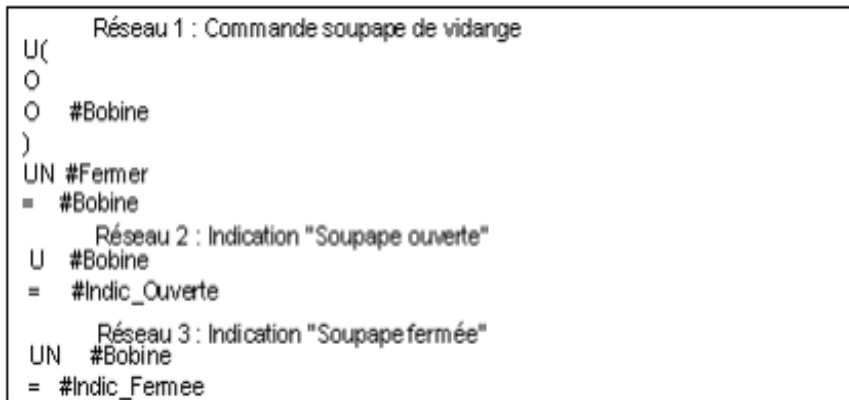 Réseau 1 : Commande soupape de vidange
U(
O
O #Bobine
)
UN #Fermer
= #Bobine
Réseau 2 : Indication "Soupape ouverte"
U #Bobine
= #Indic_Ouverte
Réseau 3 : Indication "Soupape fermée"
UN #Bobine
= #Indic_Fermee